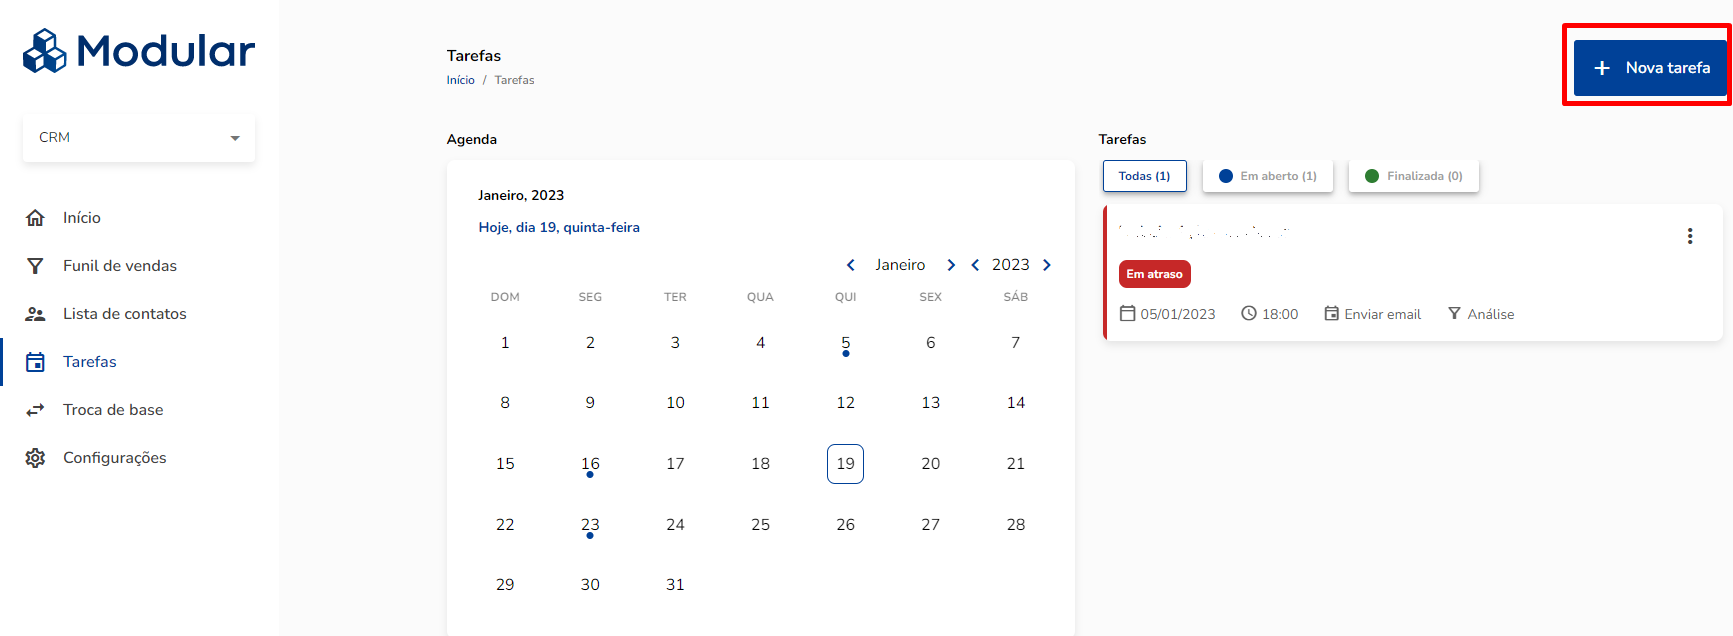 Modular
CRM
Início
Funil de vendas
Lista de contatos
Tarefas
Troca de base
Configurações
Tarefas
Início / Tarefas
+ Nova tarefa
Agenda
Janeiro, 2023
Hoje, dia 19, quinta-feira
Janeiro 2023
DOM SEG TER QUA QUI SEX SÁB
1 2 3 4 5 6 7
8 9 10 11 12 13 14
15 16 17 18 19 20 21
22 23 24 25 26 27 28
29 30 31
Tarefas
Todas (1) Em aberto (1) Finalizada (0)
Em atraso
05/01/2023 18:00 Enviar email Análise